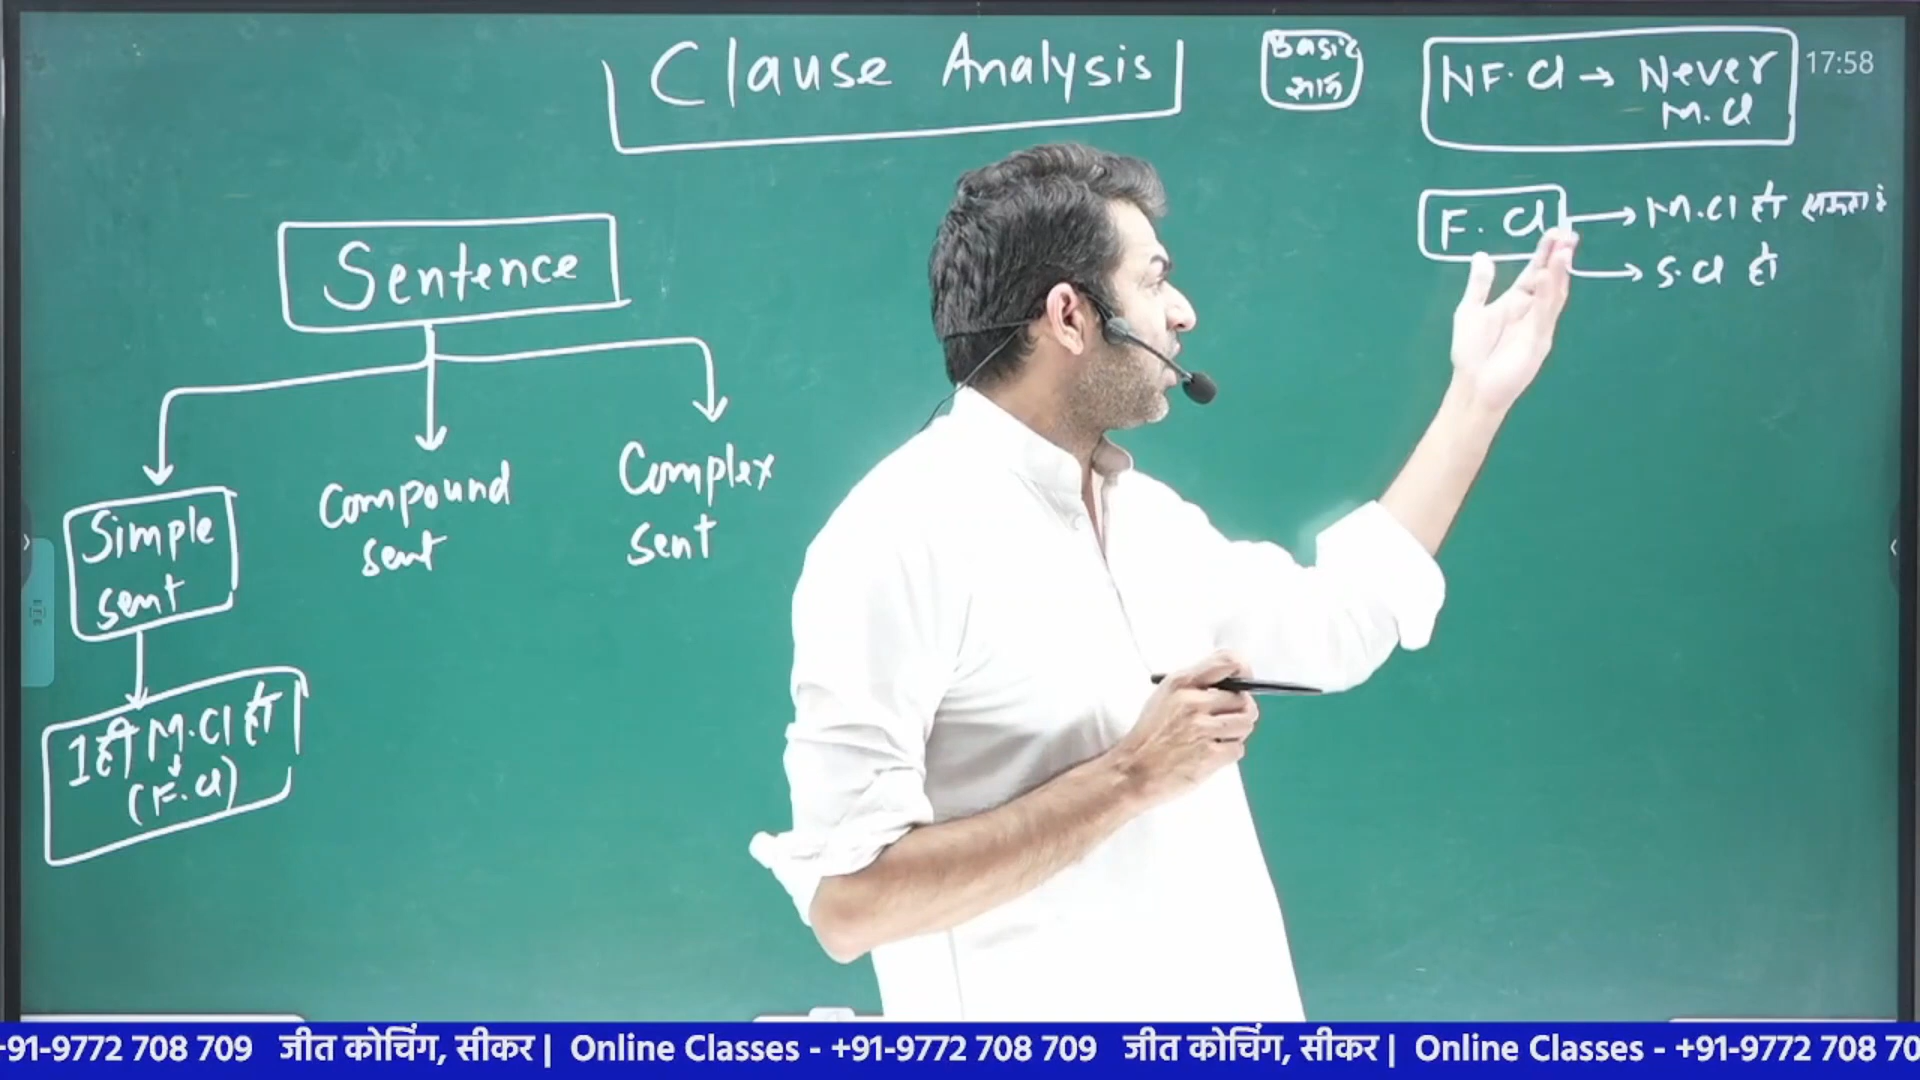 Clause Analysis
Basic
ज्ञान
NF. Cl → Never
M. Cl
17:58
F. Cl
M.Cl हो सकता है
S.Cl हो
Sentence
Simple
sent
Compound
sent
Complex
sent
1 ही M.Cl हो
(F.Cl)
+91-9772 708 709 जीत कोचिंग, सीकर | Online Classes - +91-9772 708 709 जीत कोचिंग, सीकर | Online Classes - +91-9772 708 70